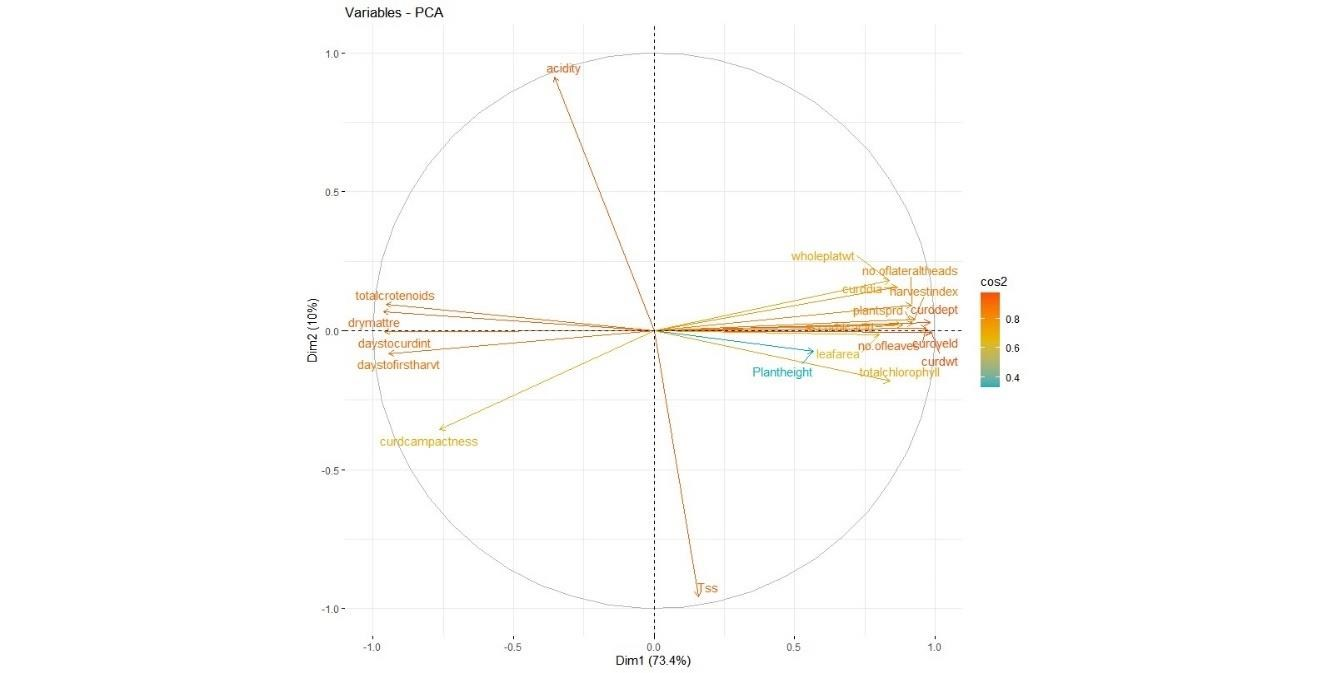 Variables - PCA
1.0
acidity
0.5
wholeplatwt
no.oflateraltheads
cos2
curddia
harvestindex
totalcrotenoids
plantsprd
curddept
0.8
drymattre
0.0
Dim2 (10%)
daystocurdint
no.ofleaves
curdyeld
0.6
leafarea
daystofirstharvt
curdwt
Plantheight
totalchlorophyll
0.4
curdcampactness
-0.5
Tss
-1.0
-1.0
-0.5
0.0
0.5
1.0
Dim1 (73.4%)